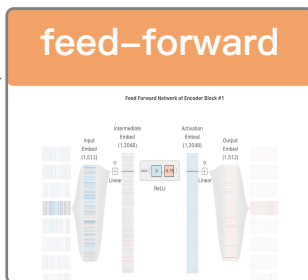 feed-forward
Feed Forward Network of Encoder Block #1
Input
Embed
(1,512)
Intermediate
Embed
(1,2048)
Activation
Embed
(1,2048)
Output
Embed
(1,512)
Linear
ReLU
Linear